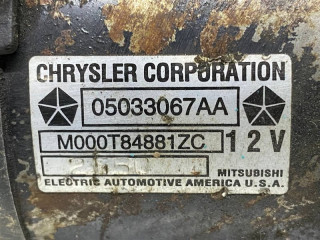 CHRYSLER CORPORATION
05033067AA
M000T84881ZC 12V
MITSUBISHI
ELECTRIC AUTOMOTIVE AMERICA U.S.A.